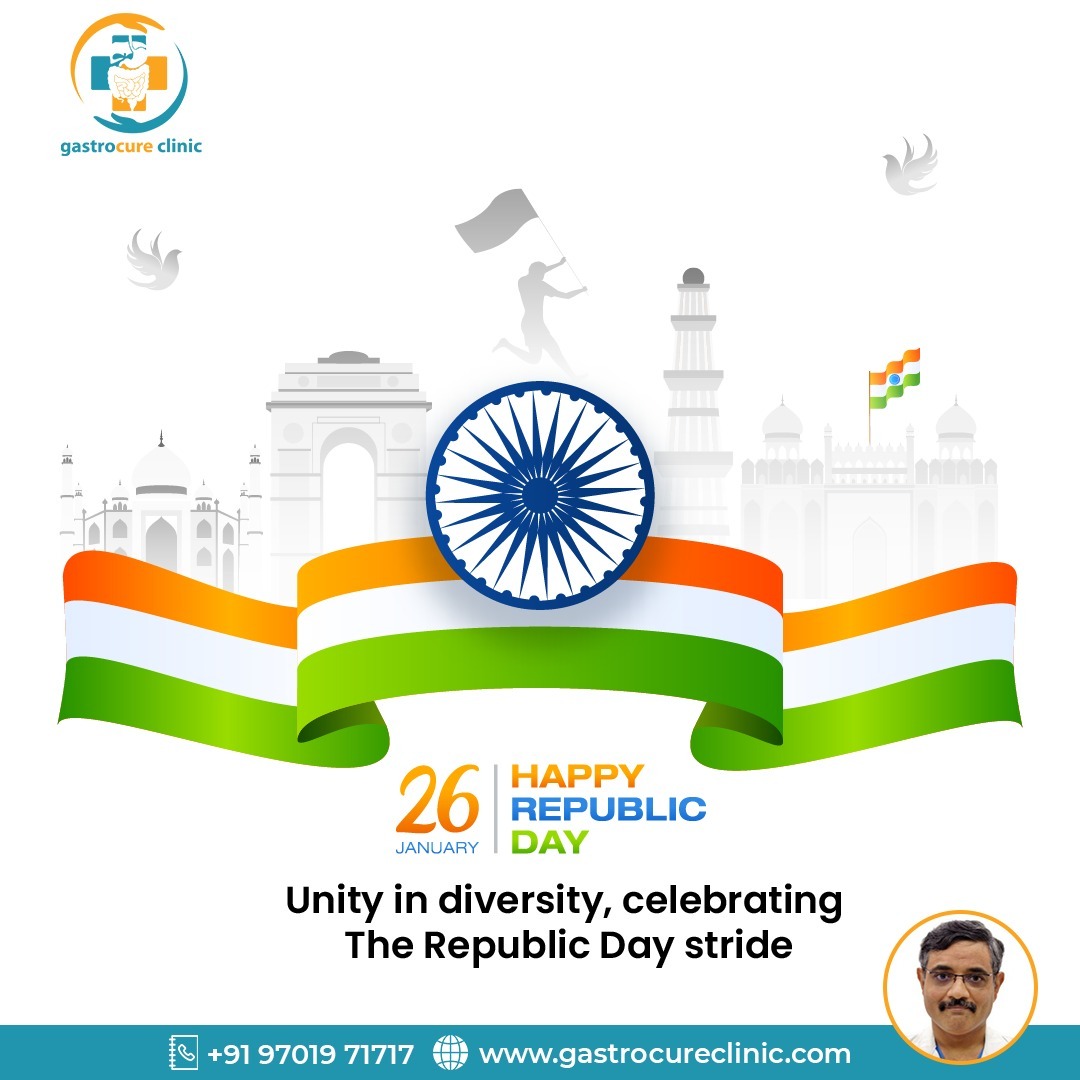 gastrocure clinic
26
JANUARY
HAPPY
REPUBLIC
DAY
Unity in diversity, celebrating
The Republic Day stride
+91 97019 71717
www.gastrocureclinic.com